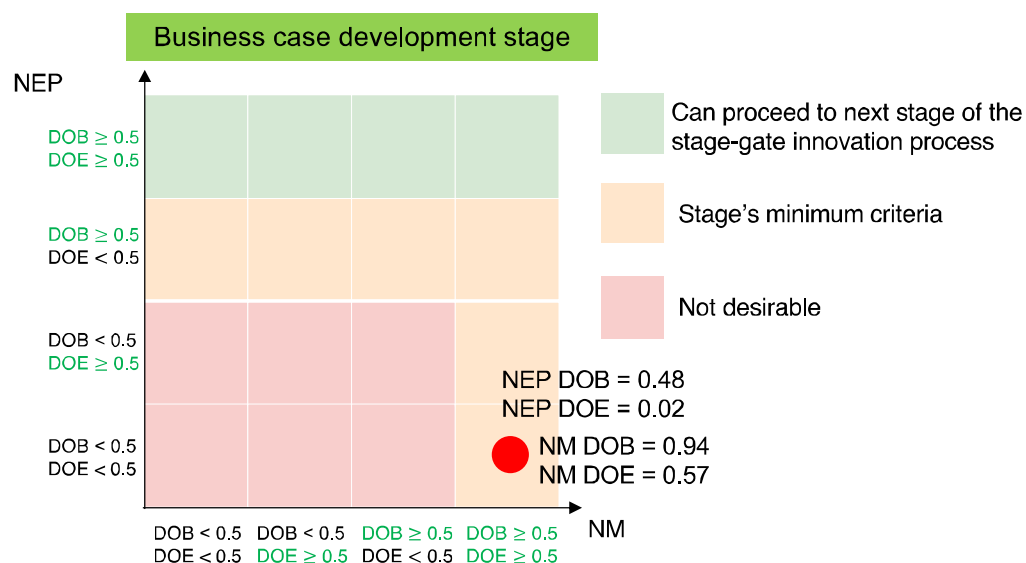 Business case development stage
NEP
DOB ≥ 0.5
DOE ≥ 0.5
DOB ≥ 0.5
DOE < 0.5
DOB < 0.5
DOE ≥ 0.5
DOB < 0.5
DOE < 0.5
Can proceed to next stage of the
stage-gate innovation process
Stage's minimum criteria
Not desirable
NEP DOB = 0.48
NEP DOE = 0.02
NM DOB = 0.94
NM DOE = 0.57
DOB < 0.5 DOB < 0.5 DOB ≥ 0.5 DOB ≥ 0.5
DOE < 0.5 DOE ≥ 0.5 DOE < 0.5 DOE ≥ 0.5
NM